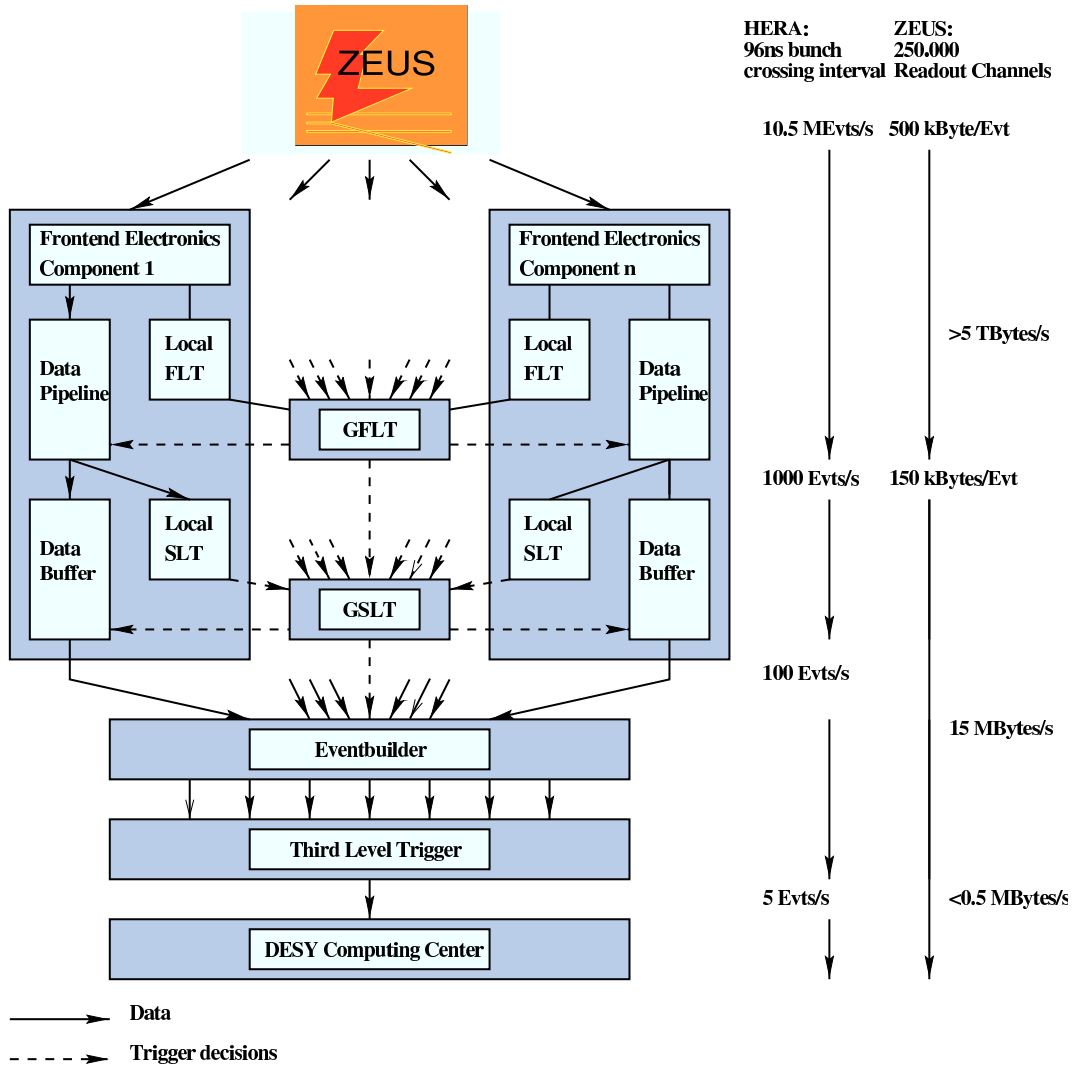 ZEUS
HERA:
96ns bunch
crossing interval
ZEUS:
250.000
Readout Channels
10.5 MEvts/s
500 kByte/Evt
Frontend Electronics
Component 1
Frontend Electronics
Component n
Data
Pipeline
Local
FLT
Local
FLT
Data
Pipeline
>5 TBytes/s
GFLT
1000 Evts/s
150 kBytes/Evt
Data
Buffer
Local
SLT
Local
SLT
Data
Buffer
GSLT
100 Evts/s
Eventbuilder
15 MBytes/s
Third Level Trigger
5 Evts/s
<0.5 MBytes/s
DESY Computing Center
Data
Trigger decisions